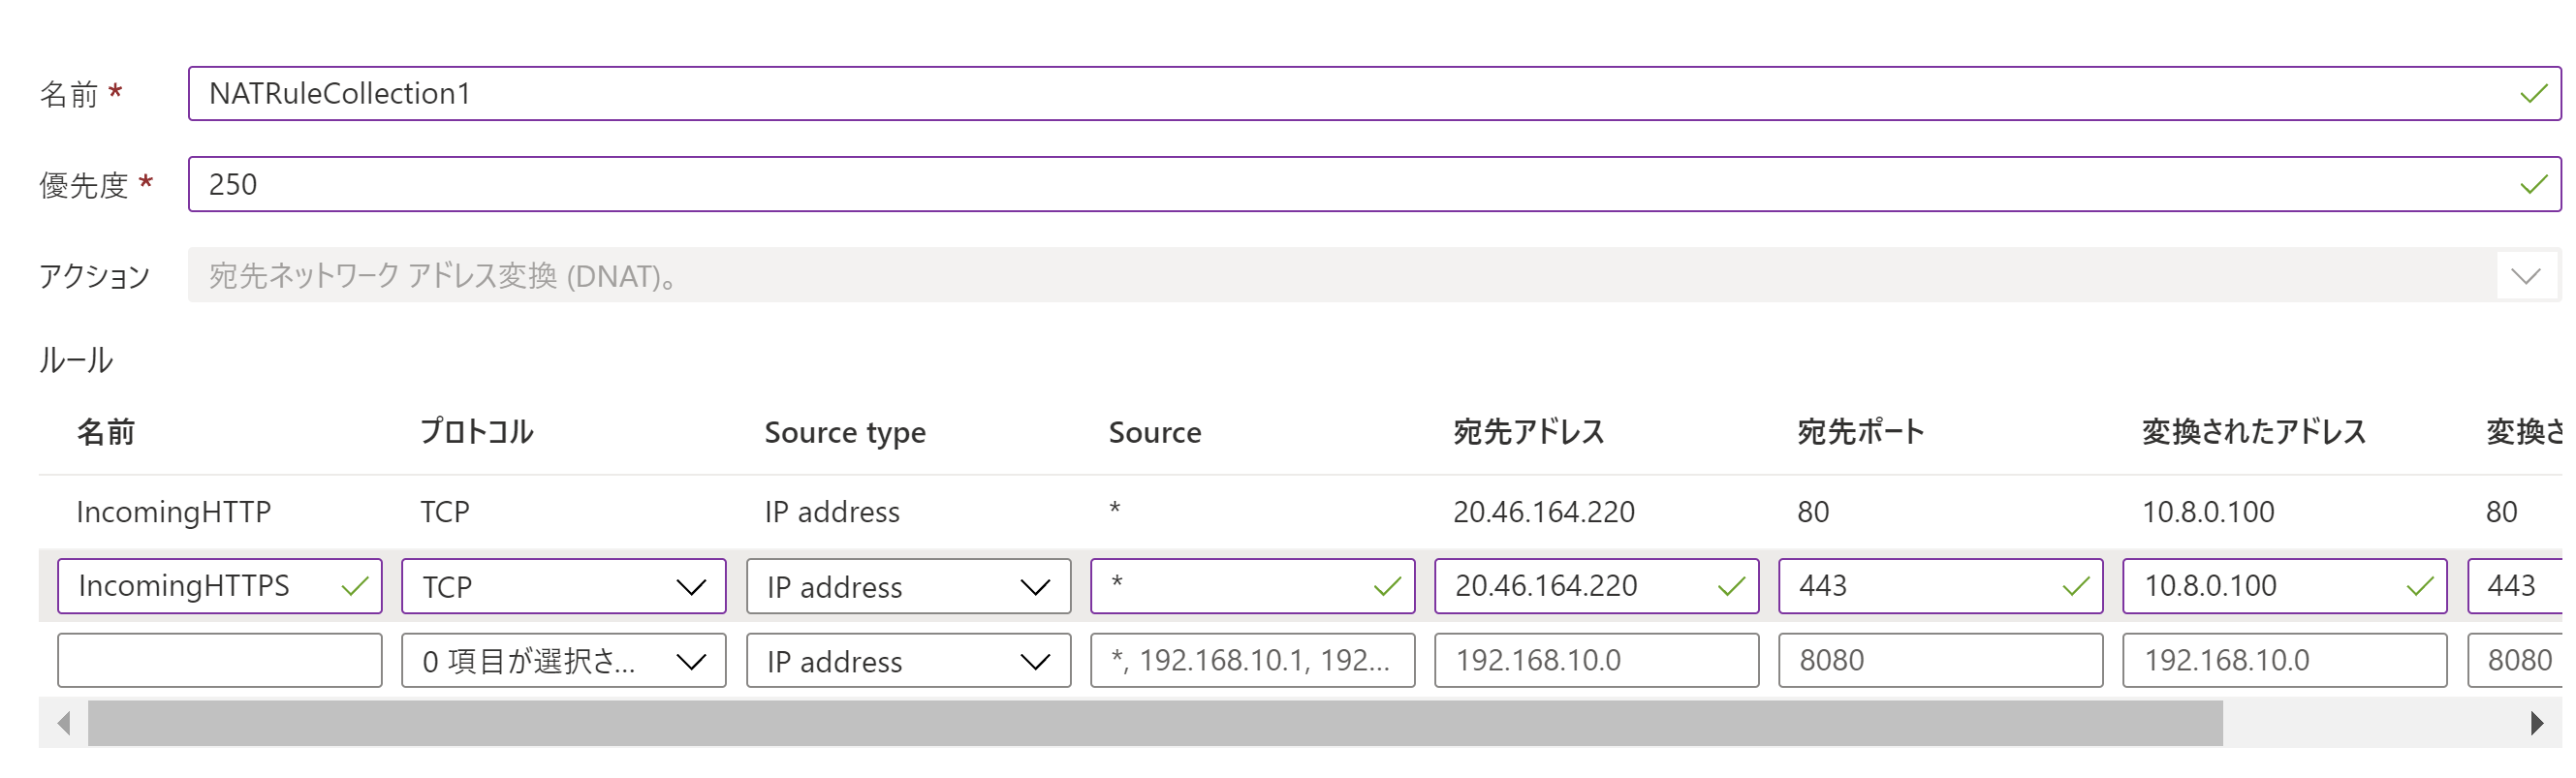 名前 * NATRuleCollection1
優先度 * 250
アクション 宛先ネットワーク アドレス変換 (DNAT)。
ルール
名前 プロトコル Source type Source 宛先アドレス 宛先ポート 変換されたアドレス 変換さ
IncomingHTTP TCP IP address * 20.46.164.220 80 10.8.0.100 80
IncomingHTTPS TCP IP address * 20.46.164.220 443 10.8.0.100 443
0 項目が選択さ... IP address *, 192.168.10.1, 192... 192.168.10.0 8080 192.168.10.0 8080